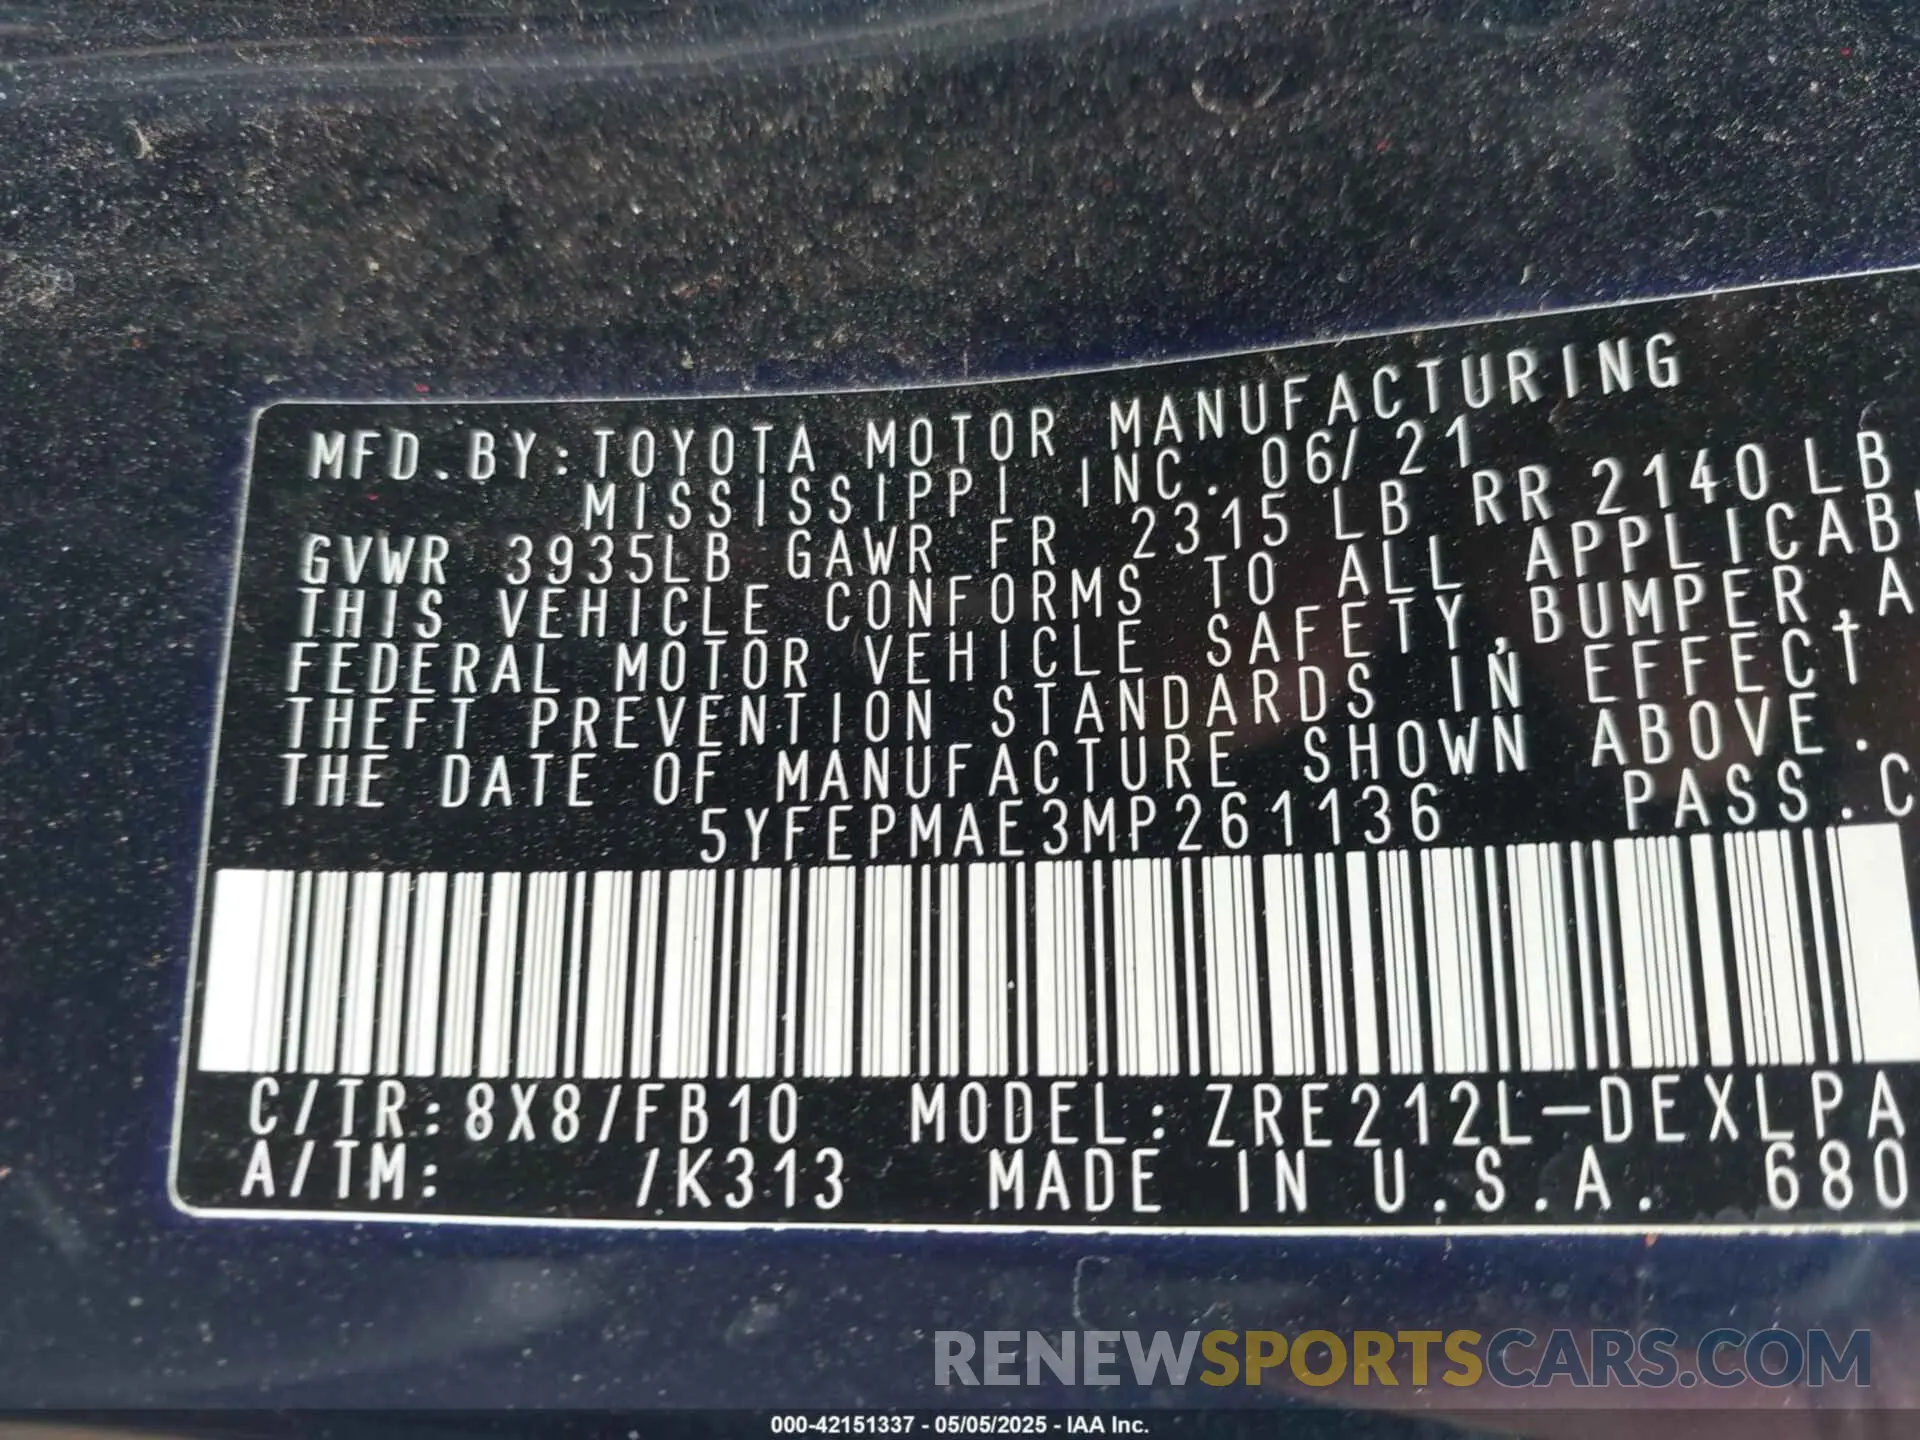 MFD.BY:TOYOTA MOTOR MANUFACTURING
MISSISSIPPI INC. 06/21
GVWR 3935LB GAWR FR 2315LB RR 2140LB
THIS VEHICLE CONFORMS TO ALL APPLICAB
FEDERAL MOTOR VEHICLE SAFETY,BUMPER,A
THEFT PREVENTION STANDARDS IN EFFECT
THE DATE OF MANUFACTURE SHOWN ABOVE.
5YFEPMAE3MP261136 PASS.C
C/TR:8X8/FB10 MODEL:ZRE212L-DEXLPA
A/TM: /K313 MADE IN U.S.A. 680
RENEWSPORTSCARS.COM
000-42151337 - 05/05/2025 - IAA Inc.